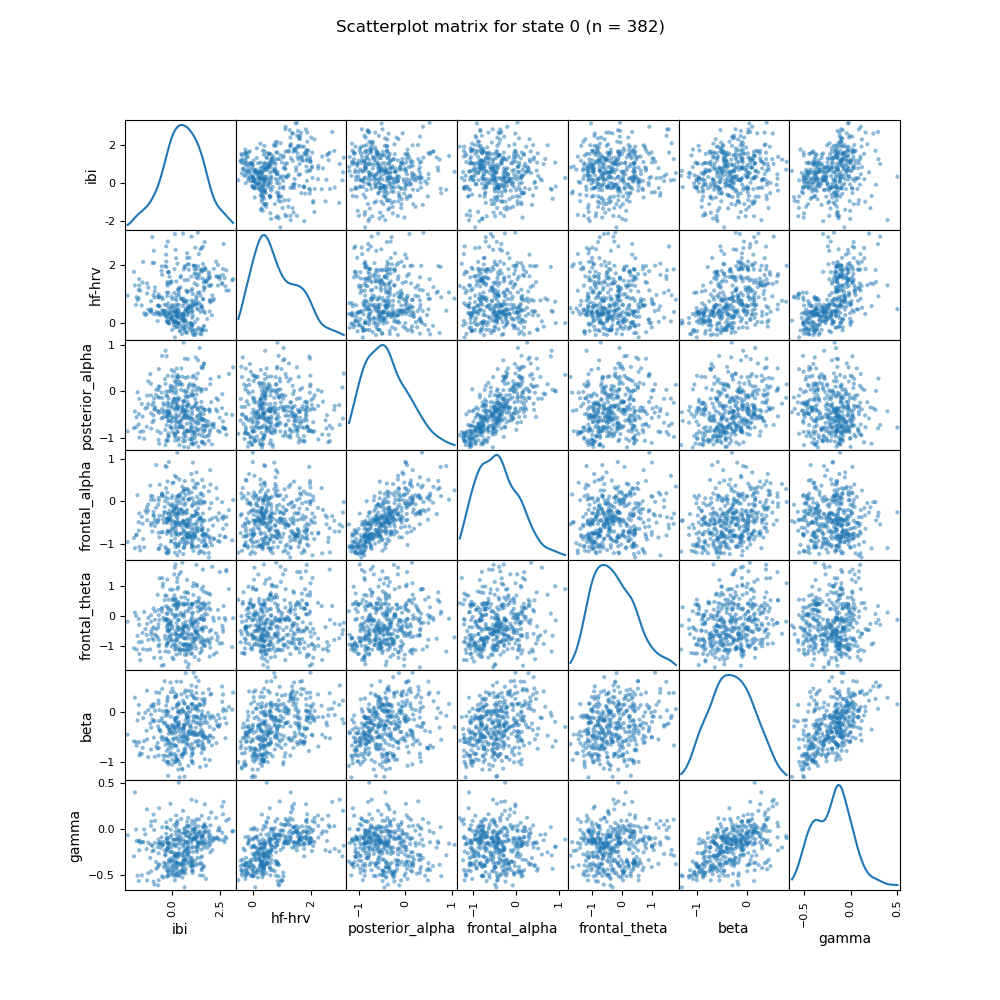 Scatterplot matrix for state 0 (n = 382)
ibi
2
0
-2
hf-hrv
2
0
posterior_alpha
1
0
−1
frontal_alpha
1
0
−1
frontal_theta
1
0
−1
beta
0
−1
gamma
0.5
0.0
−0.5
0.0 2.5 0 2 −1 0 1 −1 0 1 −1 0 1 −1 0 −0.5 0.0 0.5
ibi hf-hrv posterior_alpha frontal_alpha frontal_theta beta gamma